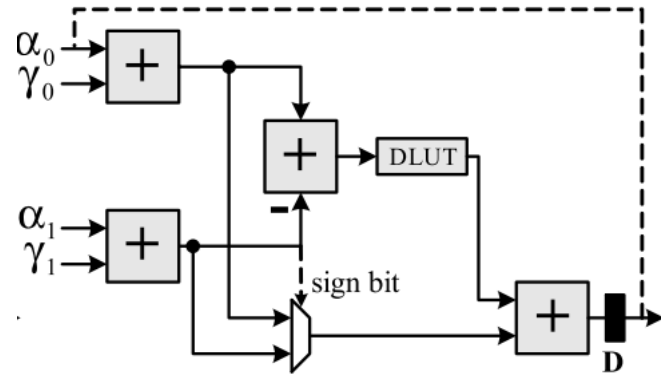 α₀
γ₀
+
+
DLUT
-
α₁
γ₁
+
sign bit
+
D